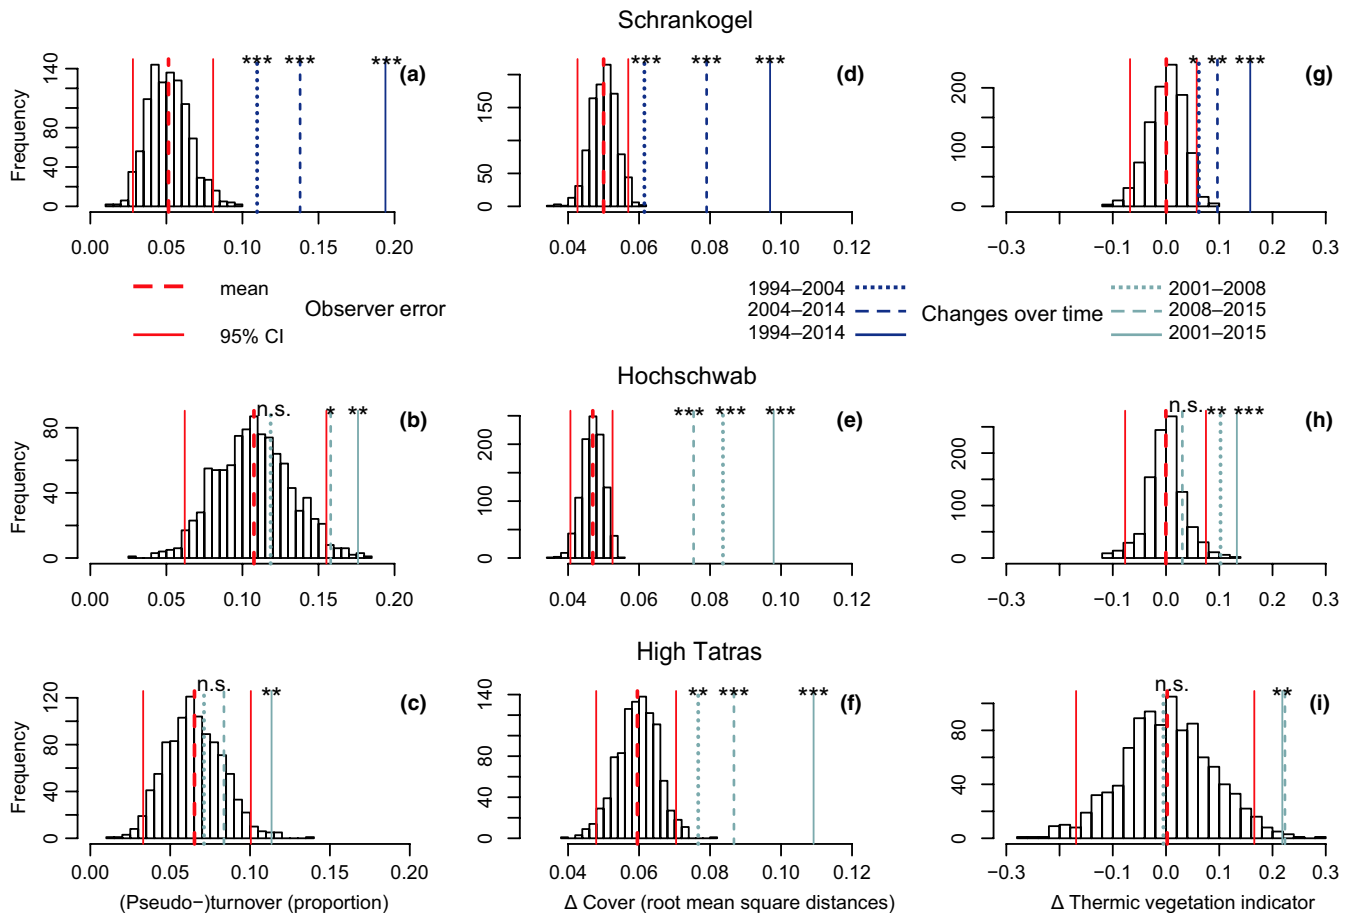 Schrankogel
Frequency
0 40 80 140
*** *** ***
(a)
0.00 0.05 0.10 0.15 0.20
0 50 150
*** *** ***
(d)
0.04 0.06 0.08 0.10 0.12
0 100 200
* ** ***
(g)
−0.3 −0.1 0.0 0.1 0.2 0.3
mean
95% CI
Observer error
1994–2004
2004–2014
1994–2014
Changes over time
2001–2008
2008–2015
2001–2015
Hochschwab
Frequency
0 40 80
n.s. * **
(b)
0.00 0.05 0.10 0.15 0.20
0 100 200
*** *** ***
(e)
0.04 0.06 0.08 0.10 0.12
0 100 200
n.s. ** ***
(h)
−0.3 −0.1 0.0 0.1 0.2 0.3
High Tatras
Frequency
0 40 80 120
n.s. **
(c)
0.00 0.05 0.10 0.15 0.20
(Pseudo−)turnover (proportion)
0 40 80 140
** *** ***
(f)
0.04 0.06 0.08 0.10 0.12
Δ Cover (root mean square distances)
0 40 80
n.s. **
(i)
−0.3 −0.1 0.0 0.1 0.2 0.3
Δ Thermic vegetation indicator